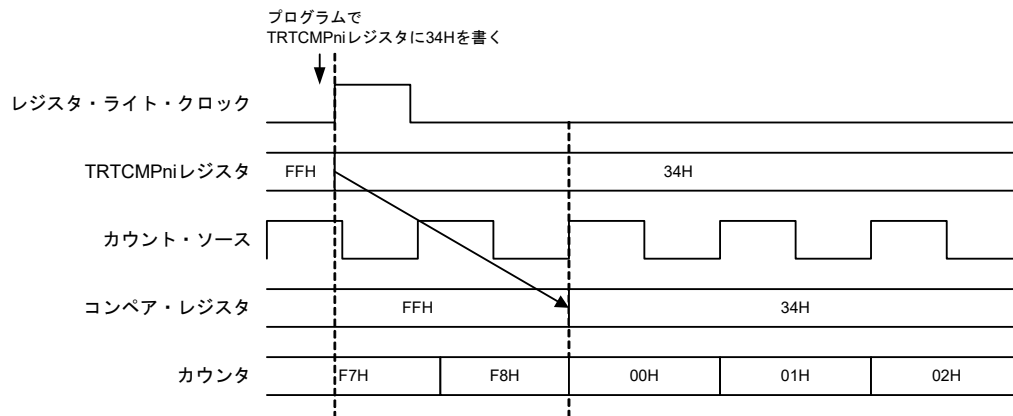 プログラムで
TRTCMPniレジスタに34Hを書く
レジスタ・ライト・クロック
TRTCMPniレジスタ FFH 34H
カウント・ソース
コンペア・レジスタ FFH 34H
カウンタ F7H F8H 00H 01H 02H